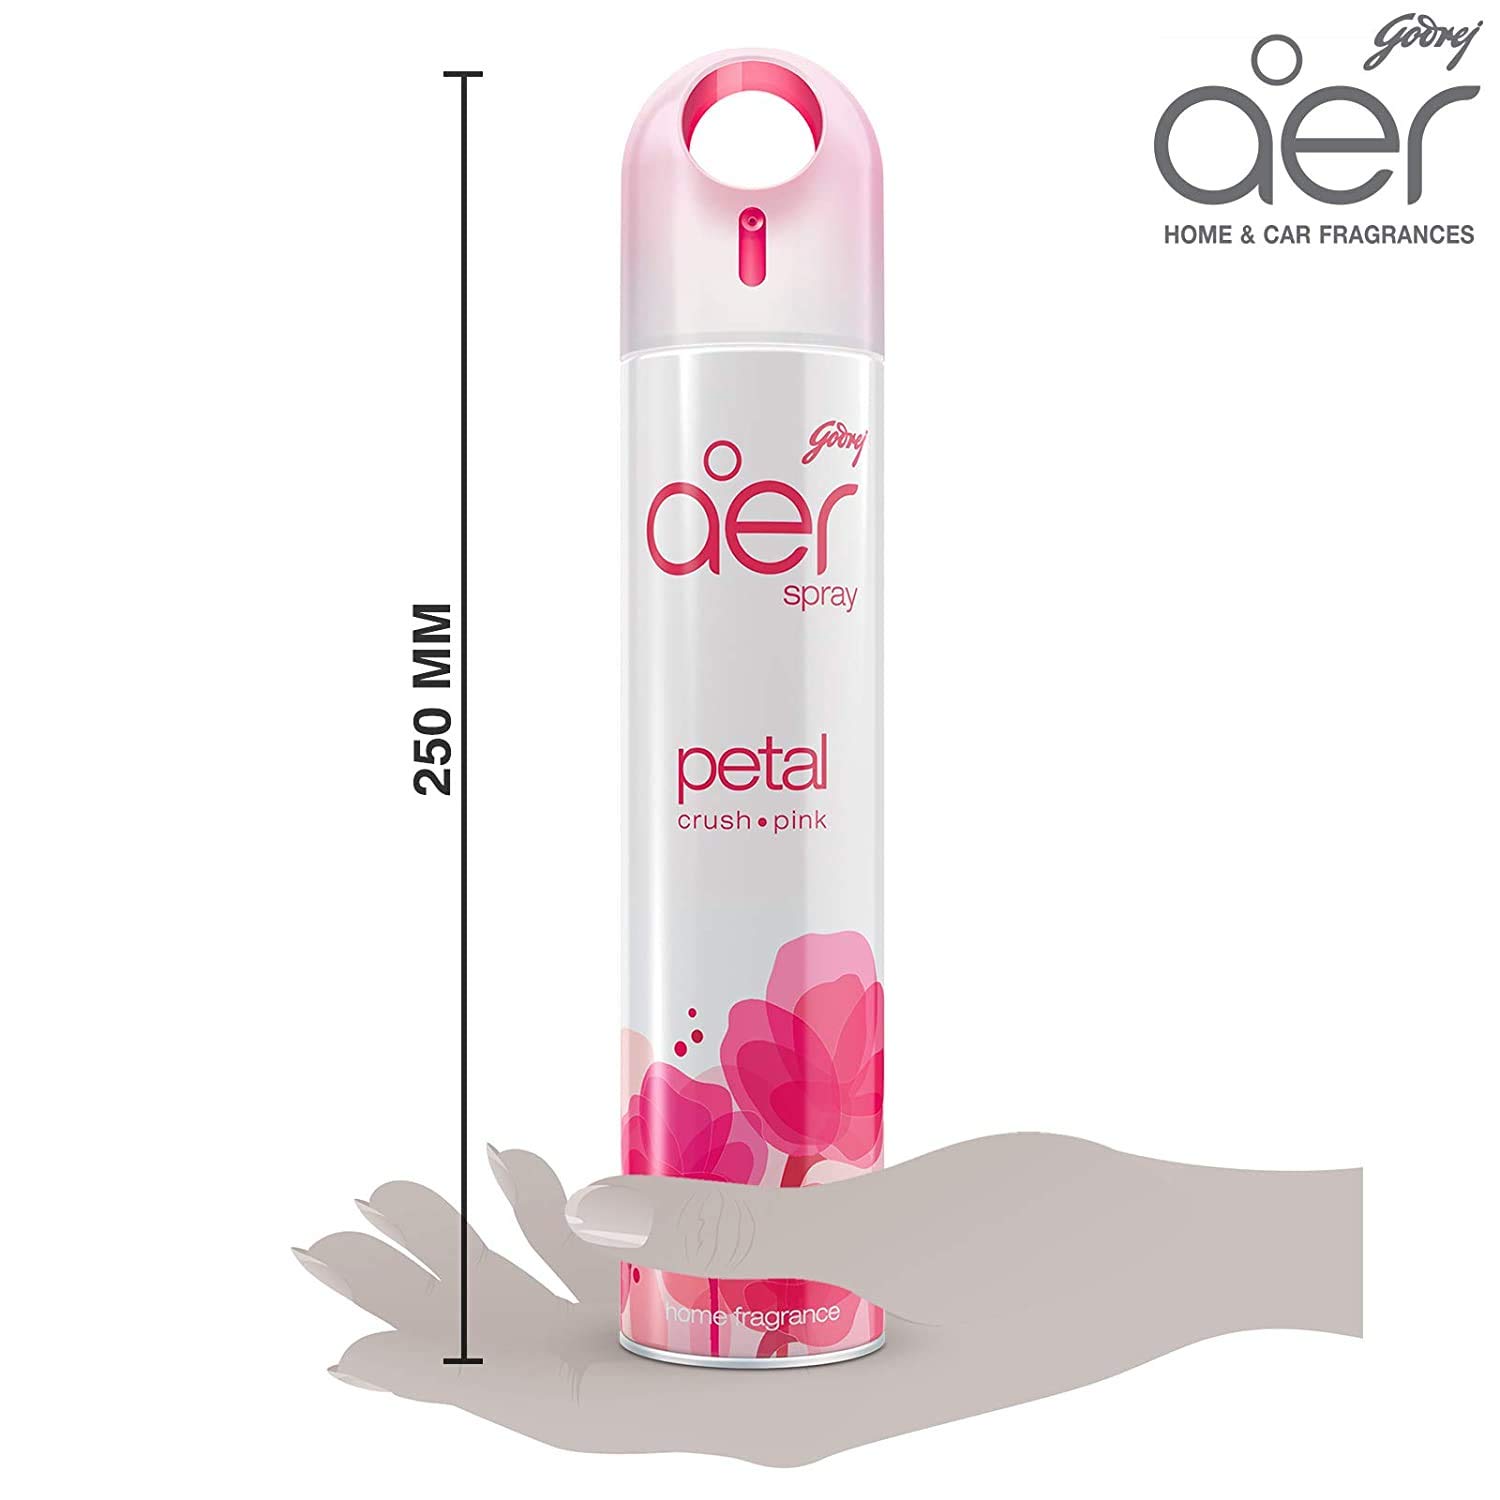 Godrej
aer
HOME & CAR FRAGRANCES
250 MM
Godrej
aer
spray
petal
crush • pink
home fragrance